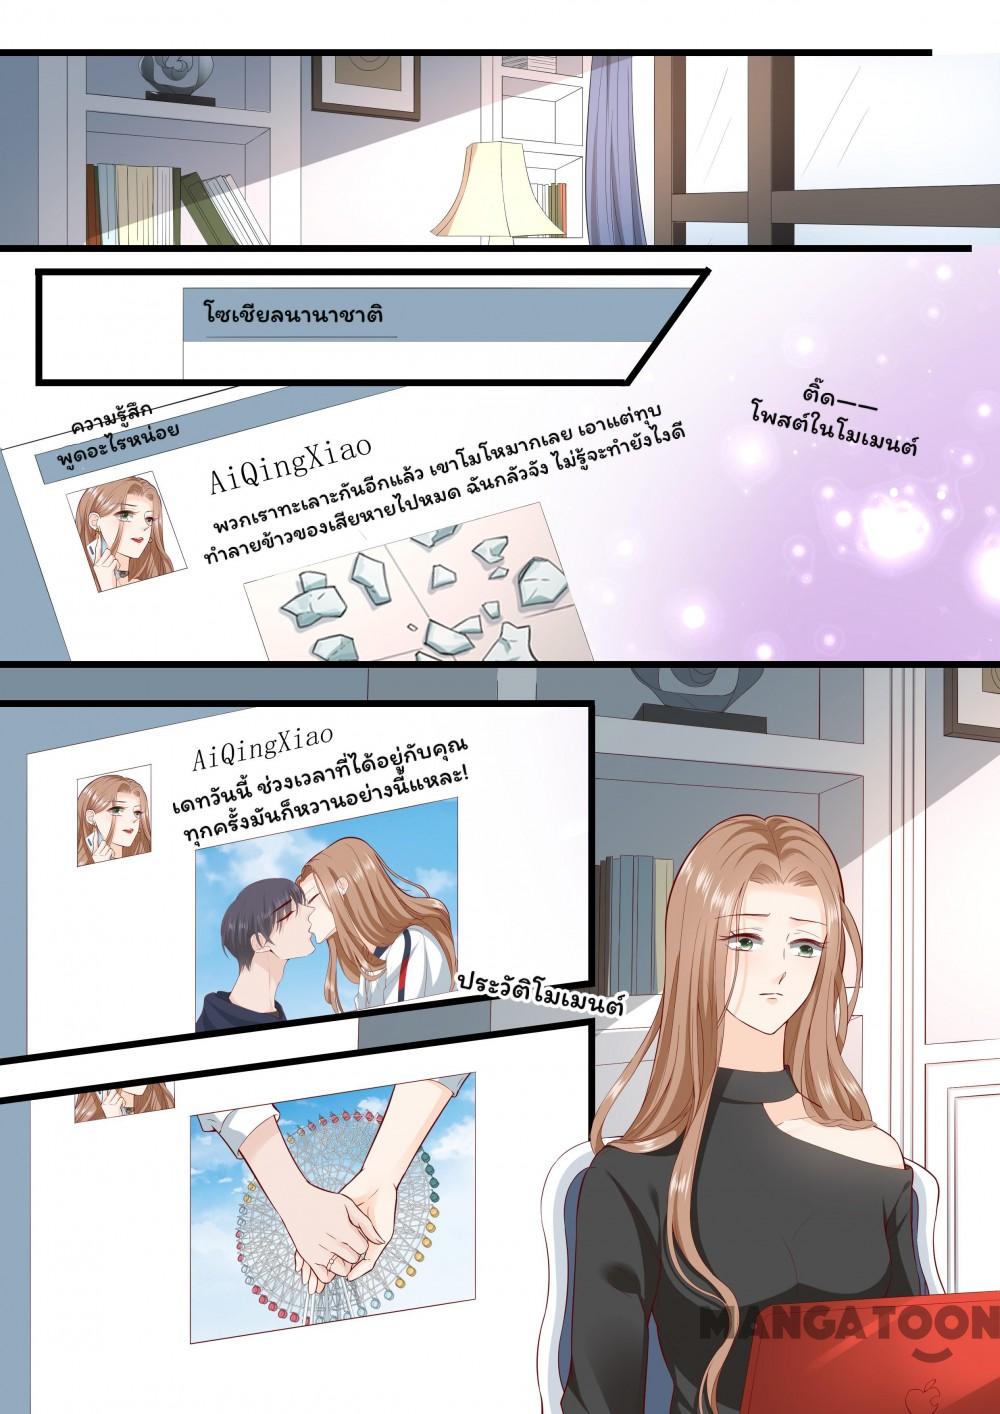 โซเชียลนานาชาติ
ติ๊ด——
โพสต์ในโมเมนต์
ความรู้สึก
พูดอะไรหน่อย
AiQingXiao
พวกเราทะเลาะกันอีกแล้ว เขาโมโหมากเลย เอาแต่ทุบ
ทำลายข้าวของเสียหายไปหมด ฉันกลัวจัง ไม่รู้จะทำยังไงดี
AiQingXiao
เดทวันนี้ ช่วงเวลาที่ได้อยู่กับคุณ
ทุกครั้งมันก็หวานอย่างนี้แหละ!
ประวัติโมเมนต์
MANGATOON